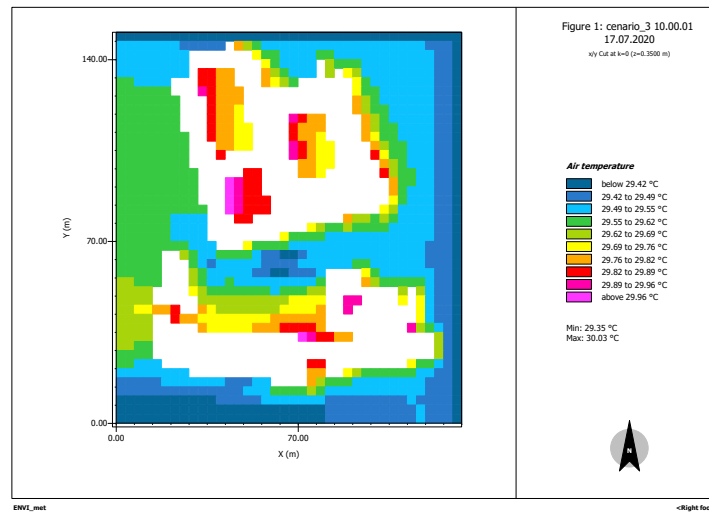 Figure 1: cenario_3 10.00.01
17.07.2020
x/y Cut at k=0 (z=0.3500 m)
140.00
70.00
0.00
Y (m)
0.00
70.00
X (m)
Air temperature
below 29.42 °C
29.42 to 29.49 °C
29.49 to 29.55 °C
29.55 to 29.62 °C
29.62 to 29.69 °C
29.69 to 29.76 °C
29.76 to 29.82 °C
29.82 to 29.89 °C
29.89 to 29.96 °C
above 29.96 °C
Min: 29.35 °C
Max: 30.03 °C
N
ENVI_met
<Right foo